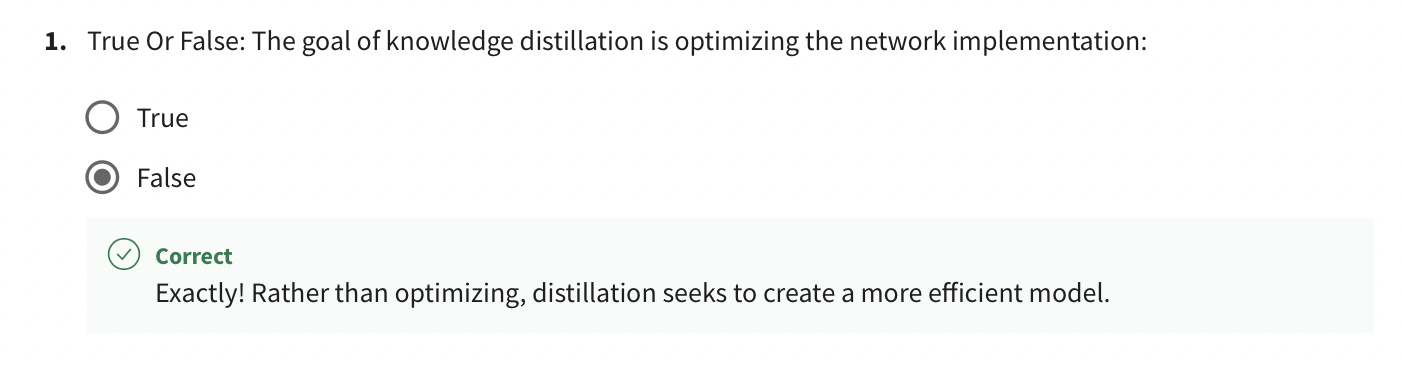 1. True Or False: The goal of knowledge distillation is optimizing the network implementation:
True
False
Correct
Exactly! Rather than optimizing, distillation seeks to create a more efficient model.